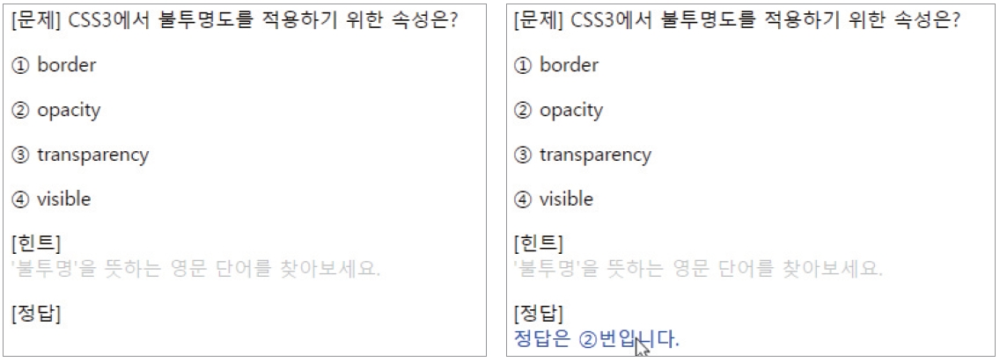 [문제] CSS3에서 불투명도를 적용하기 위한 속성은?
① border
② opacity
③ transparency
④ visible
[힌트]
'불투명'을 뜻하는 영문 단어를 찾아보세요.
[정답]
[문제] CSS3에서 불투명도를 적용하기 위한 속성은?
① border
② opacity
③ transparency
④ visible
[힌트]
'불투명'을 뜻하는 영문 단어를 찾아보세요.
[정답]
정답은 ②번입니다.